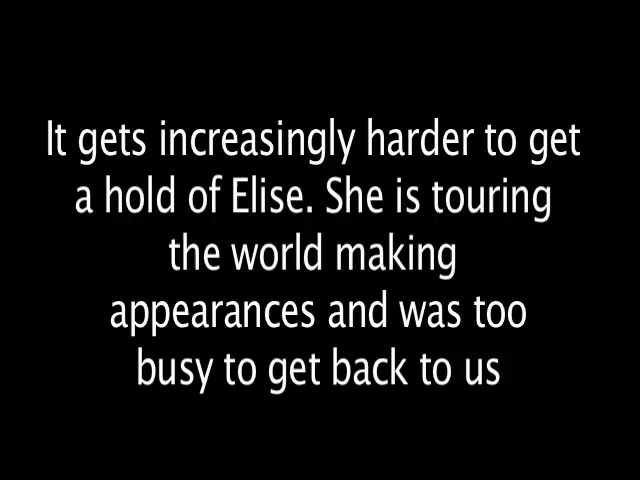 It gets increasingly harder to get
a hold of Elise. She is touring
the world making
appearances and was too
busy to get back to us